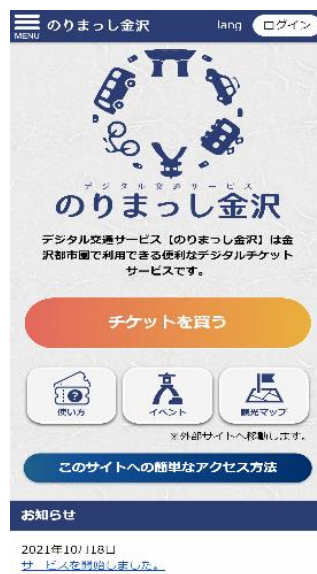 MENU
のりまっし金沢
lang
ログイン
デジタル交通サービス
のりまっし金沢
デジタル交通サービス【のりまっし金沢】は金
沢都市圏で利用できる便利なデジタルチケット
サービスです。
チケットを買う
使い方
イベント
観光マップ
※外部サイトへ移動します。
このサイトへの簡単なアクセス方法
お知らせ
2021年10月18日
サービスを開始しました。